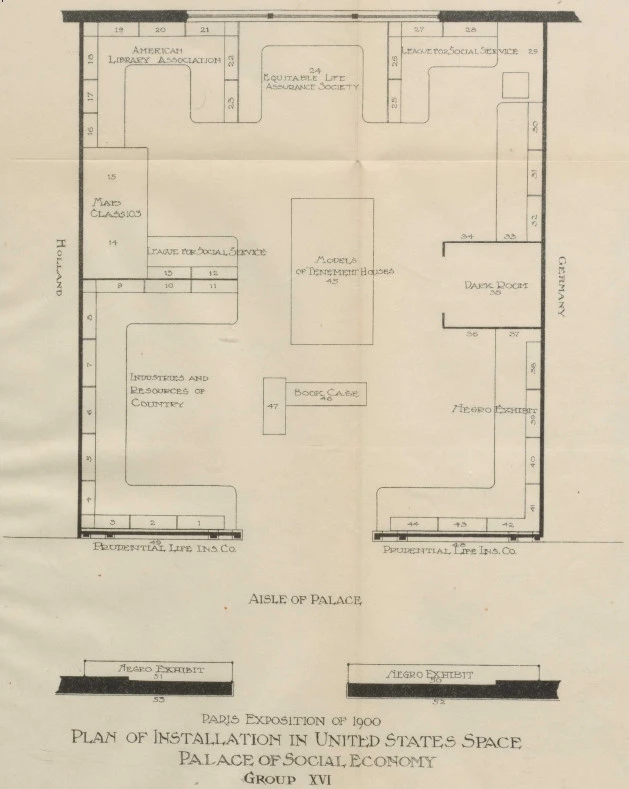 19
20
21
27
28
AMERICAN
LIBRARY ASSOCIATION
LEAGUE FOR SOCIAL SERVICE 29
18
22
24
EQUITABLE LIFE
ASSURANCE SOCIETY
26
17
23
25
16
30
15
31
MAPS
CLASS 103
32
14
34
33
LEAGUE FOR SOCIAL SERVICE
HOLLAND
GERMANY
13
12
MODELS
OF TENEMENT HOUSES
45
9
10
11
DARK ROOM
35
8
36
37
7
38
INDUSTRIES AND
RESOURCES OF
COUNTRY
BOOK CASE
46
47
6
NEGRO EXHIBIT
39
5
40
4
41
3
2
1
44
43
42
PRUDENTIAL LIFE INS. CO.
PRUDENTIAL LIFE INS. CO.
AISLE OF PALACE
NEGRO EXHIBIT
51
53
NEGRO EXHIBIT
50
52
PARIS EXPOSITION OF 1900
PLAN OF INSTALLATION IN UNITED STATES SPACE
PALACE OF SOCIAL ECONOMY
GROUP XVI